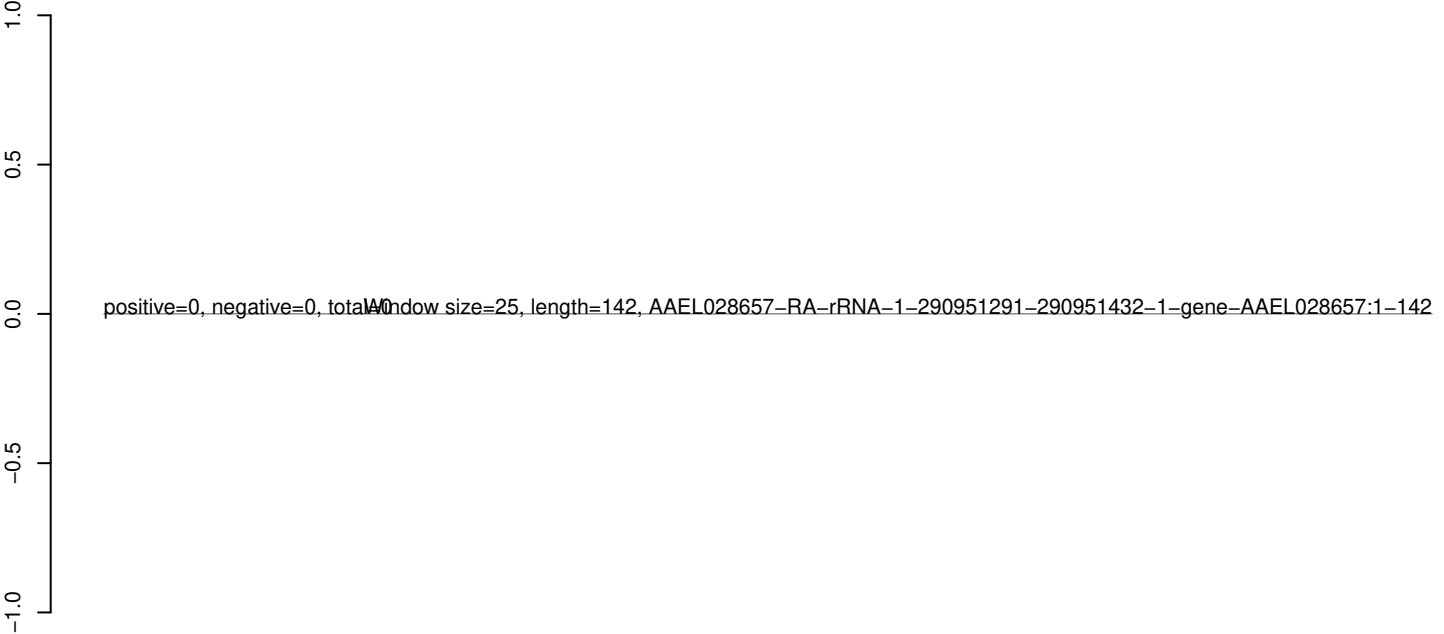 1.0
0.5
0.0
−0.5
−1.0
positive=0, negative=0, total=0
Window size=25, length=142, AAEL028657−RA−rRNA−1−290951291−290951432−1−gene−AAEL028657:1−142